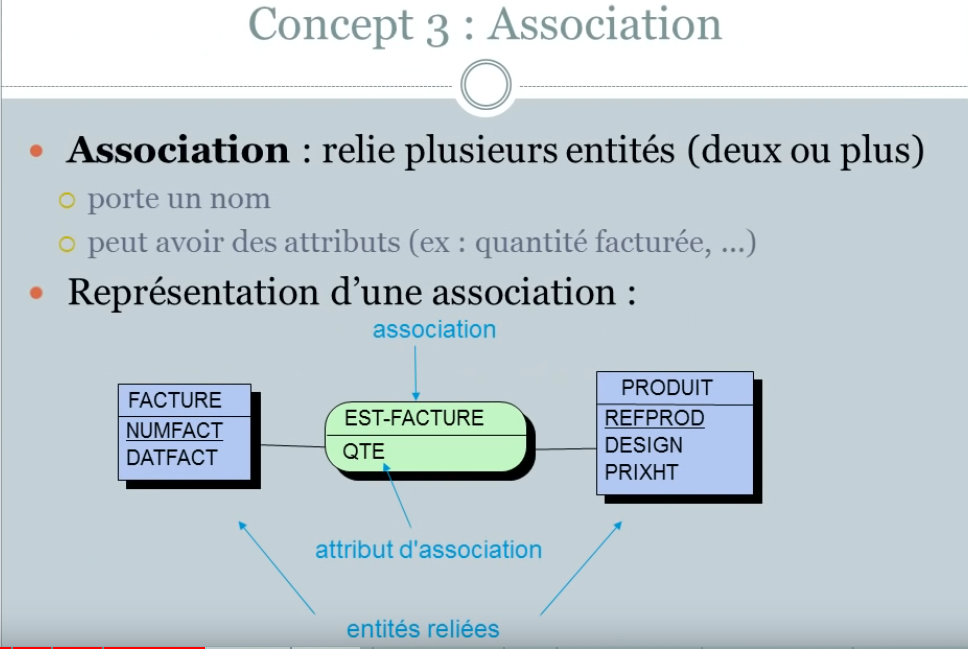 Concept 3 : Association
Association : relie plusieurs entités (deux ou plus)
porte un nom
peut avoir des attributs (ex : quantité facturée, ...)
Représentation d'une association :
association
FACTURE
NUMFACT
DATFACT
EST-FACTURE
QTE
PRODUIT
REFPROD
DESIGN
PRIXHT
attribut d'association
entités reliées